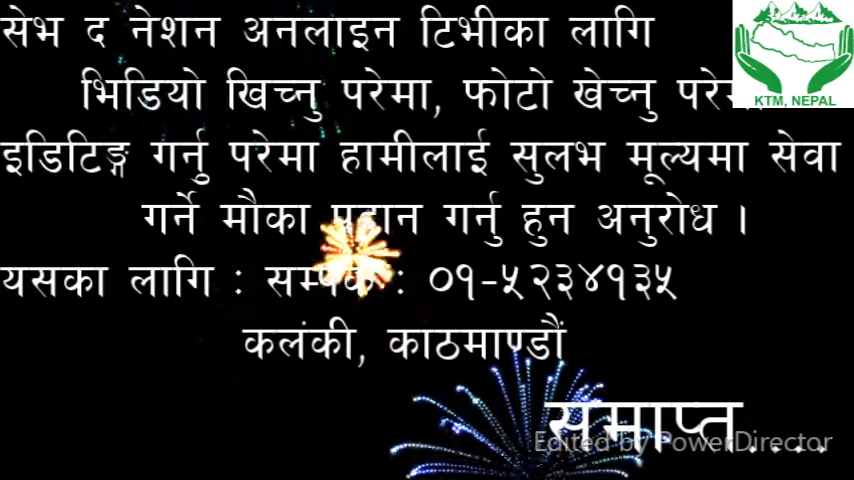 सेभ द नेशन अनलाइन टिभीका लागि
भिडियो खिच्नु परेमा, फोटो खेच्नु परेमा
KTM, NEPAL
इडिटिङ्ग गर्नु परेमा हामीलाई सुलभ मूल्यमा सेवा
गर्ने मौका प्रदान गर्नु हुन अनुरोध ।
यसका लागि : सम्पर्क : ०१-५२३४१३५
कलंकी, काठमाण्डौं
समाप्त....
Edited by PowerDirector